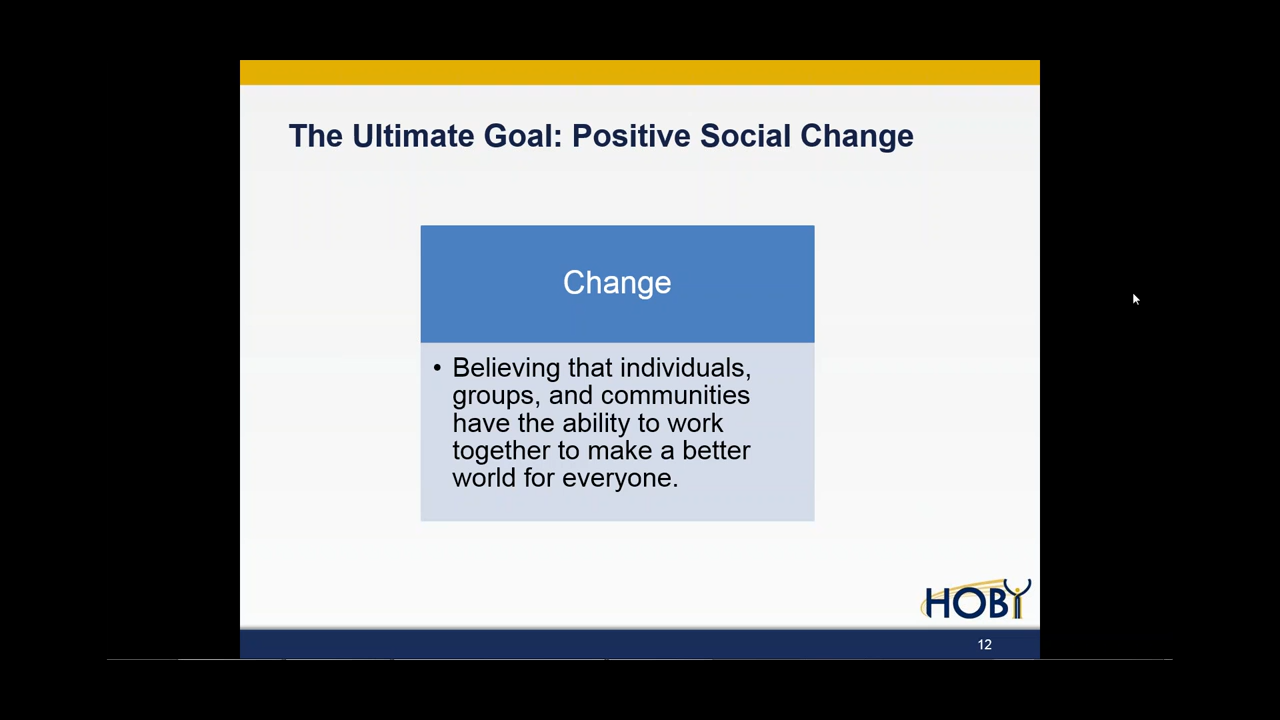 The Ultimate Goal: Positive Social Change
Change
• Believing that individuals,
groups, and communities
have the ability to work
together to make a better
world for everyone.
HOBY
12